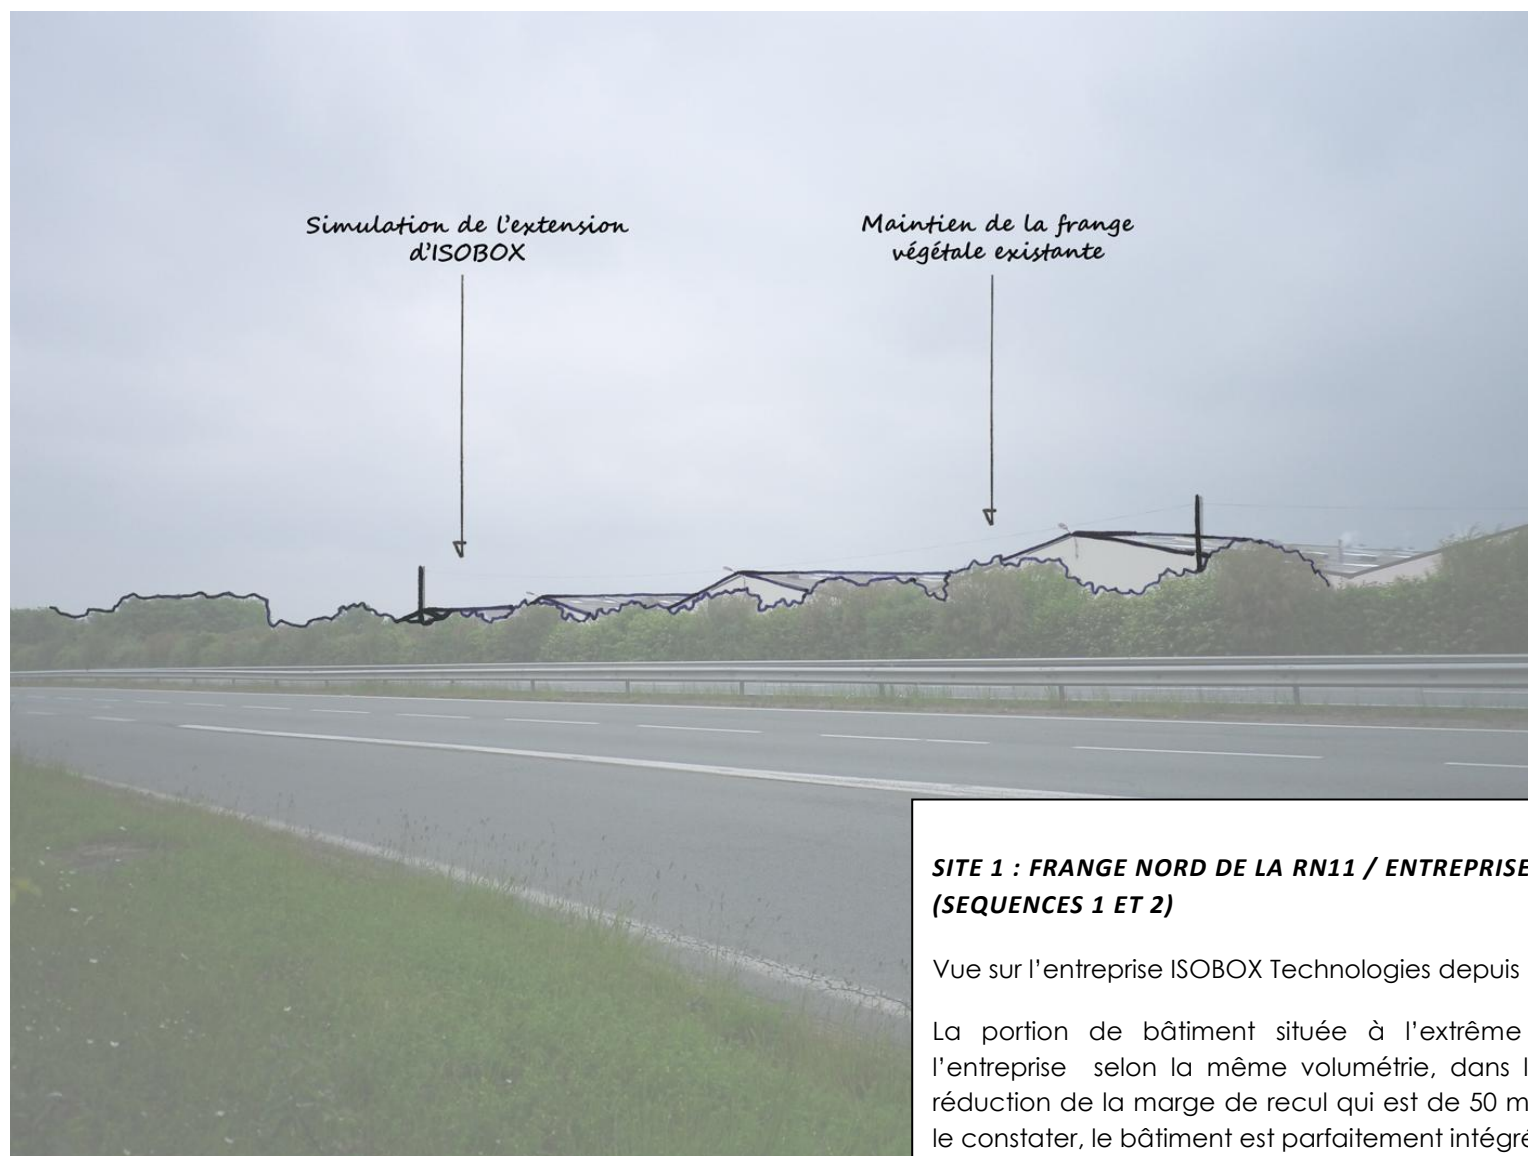 Simulation de l'extension
d'ISOBOX
Maintien de la frange
végétale existante
SITE 1 : FRANGE NORD DE LA RN11 / ENTREPRISE
(SEQUENCES 1 ET 2)
Vue sur l'entreprise ISOBOX Technologies depuis
La portion de bâtiment située à l'extrême
l'entreprise selon la même volumétrie, dans l
réduction de la marge de recul qui est de 50 m
le constater, le bâtiment est parfaitement intégré